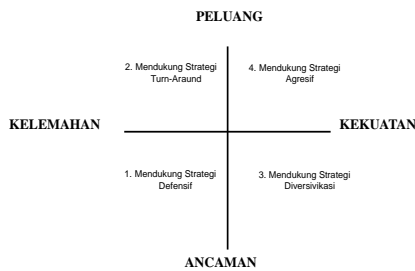 PELUANG
2. Mendukung Strategi
Turn-Araund
4. Mendukung Strategi
Agresif
KELEMAHAN
KEKUATAN
1. Mendukung Strategi
Defensif
3. Mendukung Strategi
Diversivikasi
ANCAMAN